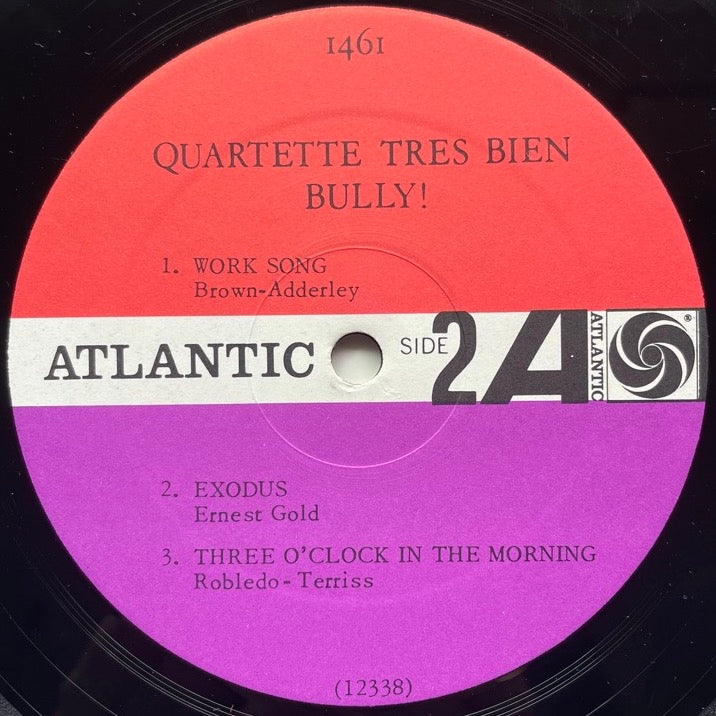 1461
QUARTETTE TRES BIEN
BULLY!
1. WORK SONG
Brown-Adderley
ATLANTIC SIDE 2 A ATLANTIC ®
2. EXODUS
Ernest Gold
3. THREE O'CLOCK IN THE MORNING
Robledo - Terriss
(12338)